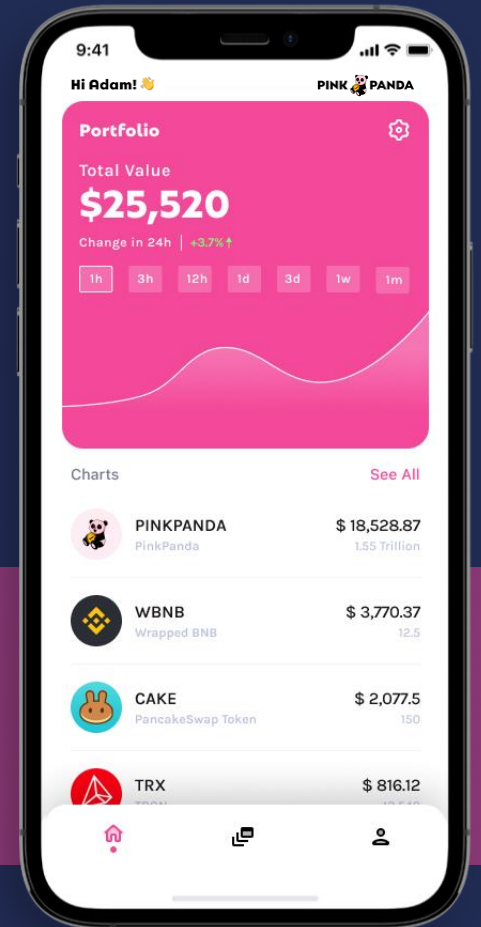 9:41
Hi Adam! 👋
PINK PANDA
Portfolio
Total Value
$25,520
Change in 24h | +3.7%↑
1h 3h 12h 1d 3d 1w 1m
Charts See All
PINKPANDA $ 18,528.87
PinkPanda 1.55 Trillion
WBNB $ 3,770.37
Wrapped BNB 12.5
CAKE $ 2,077.5
PancakeSwap Token 150
TRX $ 816.12